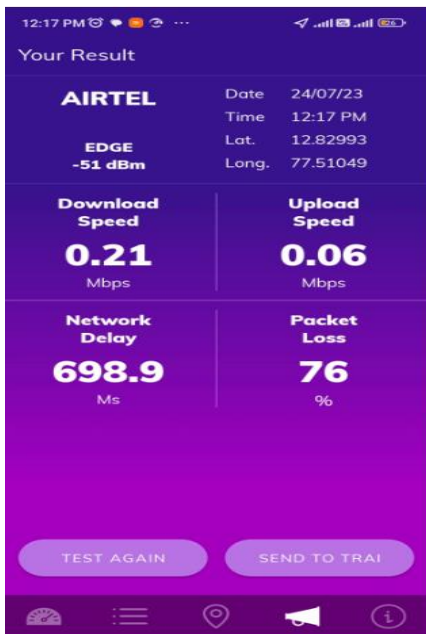 12:17 PM
Your Result
AIRTEL
EDGE
-51 dBm
Date 24/07/23
Time 12:17 PM
Lat. 12.82993
Long. 77.51049
Download
Speed
0.21
Mbps
Upload
Speed
0.06
Mbps
Network
Delay
698.9
Ms
Packet
Loss
76
%
TEST AGAIN
SEND TO TRAI